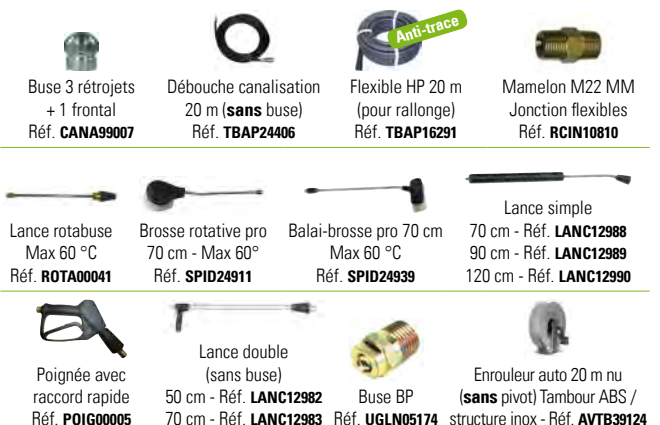 Anti-trace
Buse 3 rétrojets
+ 1 frontal
Réf. CANA99007
Débouche canalisation
20 m (sans buse)
Réf. TBAP24406
Flexible HP 20 m
(pour rallonge)
Réf. TBAP16291
Mamelon M22 MM
Jonction flexibles
Réf. RCIN10810
Lance rotabuse
Max 60 °C
Réf. ROTA00041
Brosse rotative pro
70 cm - Max 60°
Réf. SPID24911
Balai-brosse pro 70 cm
Max 60 °C
Réf. SPID24939
Lance simple
70 cm - Réf. LANC12988
90 cm - Réf. LANC12989
120 cm - Réf. LANC12990
Poignée avec
raccord rapide
Réf. POIG00005
Lance double
(sans buse)
50 cm - Réf. LANC12982
70 cm - Réf. LANC12983
Buse BP
Réf. UGLN05174
Enrouleur auto 20 m nu
(sans pivot) Tambour ABS /
structure inox - Réf. AVTB39124